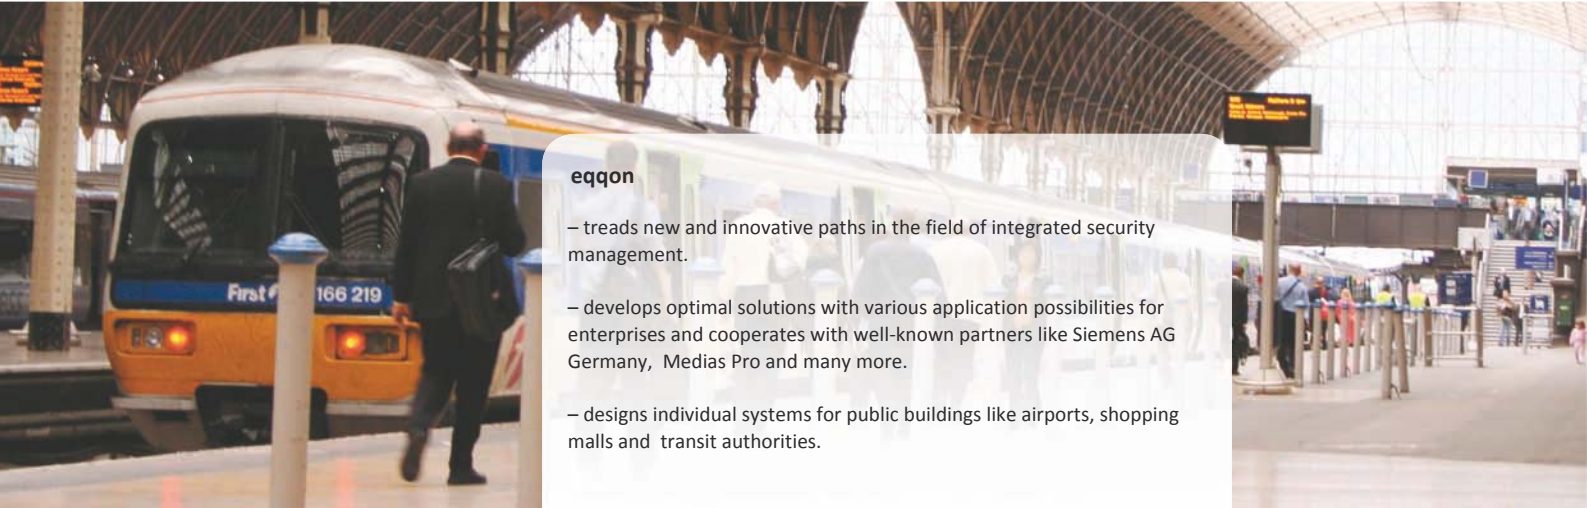 First 166 219
eqqon
– treads new and innovative paths in the field of integrated security
management.
– develops optimal solutions with various application possibilities for
enterprises and cooperates with well-known partners like Siemens AG
Germany,  Medias Pro and many more.
– designs individual systems for public buildings like airports, shopping
malls and  transit authorities.